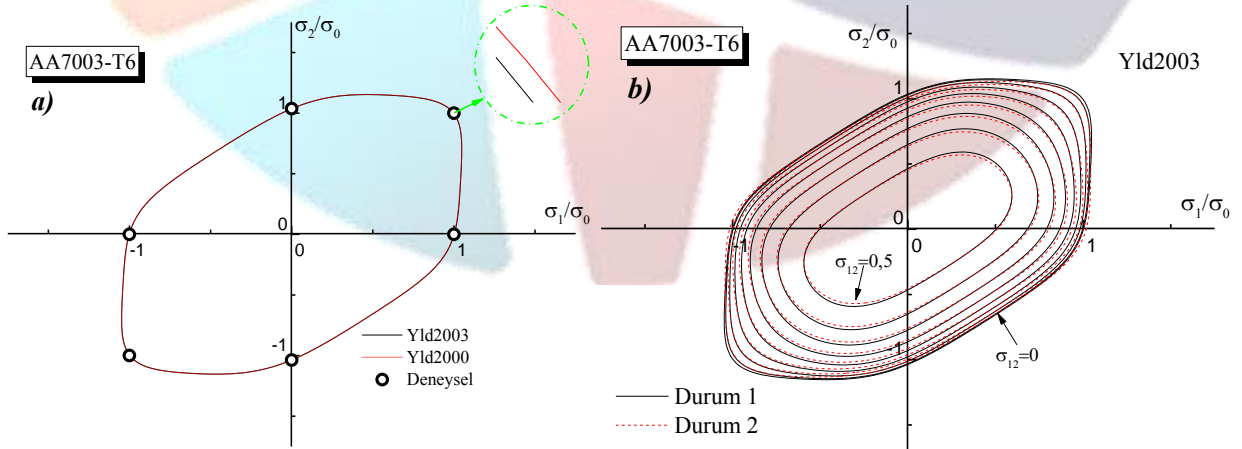 AA7003-T6
a)
σ₂/σ₀
1
0
σ₁/σ₀
-1
1
-1
Yld2003
Yld2000
Deneysel
AA7003-T6
b)
σ₂/σ₀
Yld2003
1
σ₁/σ₀
0
-1
0
1
σ₁₂=0,5
-1
σ₁₂=0
Durum 1
Durum 2